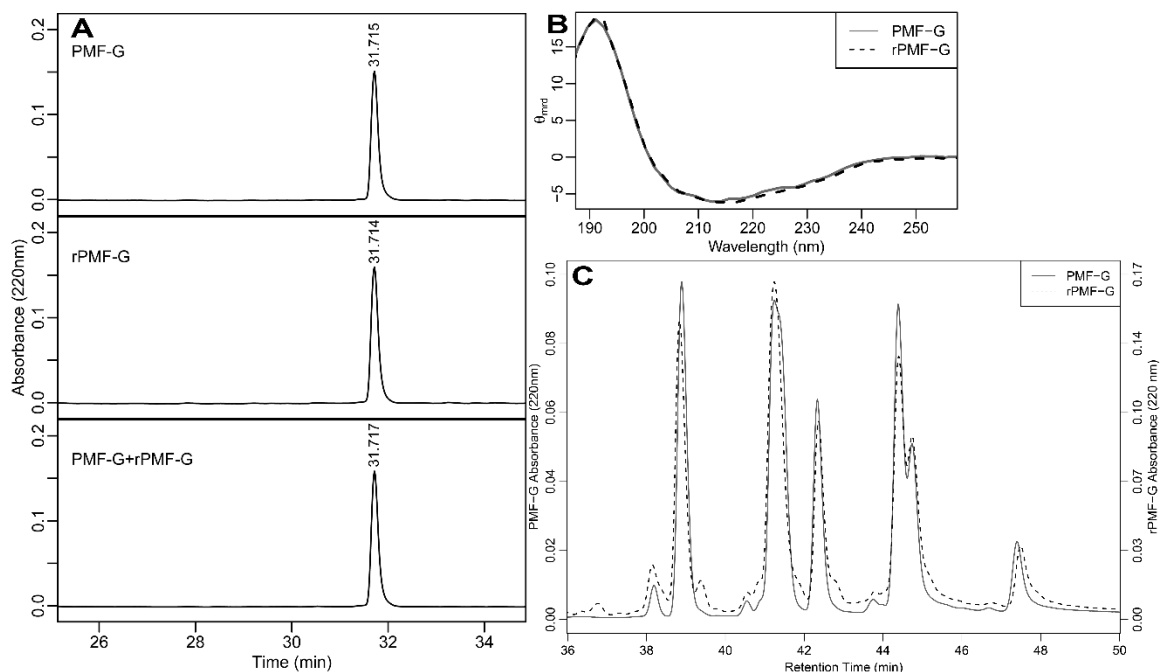 A
PMF-G
31.715
0.2
0.1
0.0
rPMF-G
31.714
0.2
0.1
0.0
Absorbance (220nm)
PMF-G+rPMF-G
31.717
0.2
0.1
0.0
26 28 30 32 34
Time (min)
B
PMF-G
rPMF-G
15
10
5
0
-5
θmrd
190 200 210 220 230 240 250
Wavelength (nm)
C
PMF-G
rPMF-G
0.10
0.08
0.06
0.04
0.02
0.00
PMF-G Absorbance (220nm)
0.17
0.14
0.10
0.07
0.03
0.00
rPMF-G Absorbance (220 nm)
36 38 40 42 44 46 48 50
Retention Time (min)